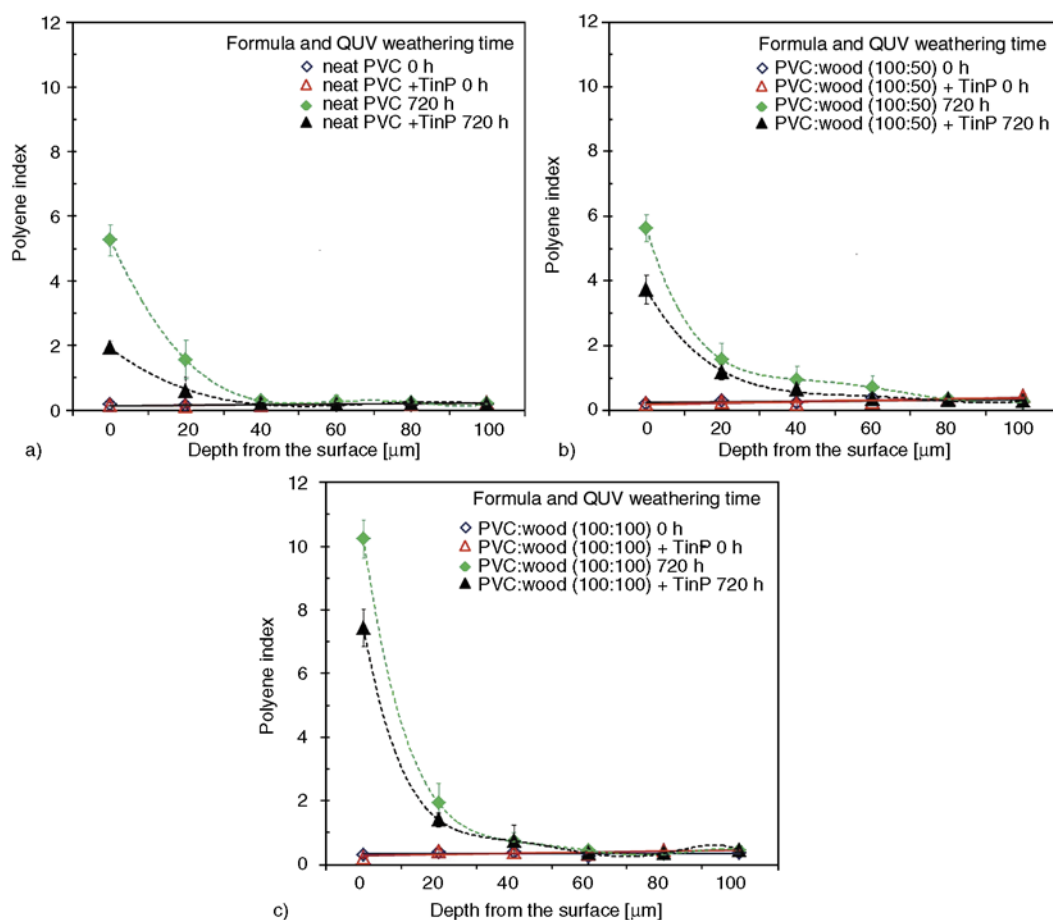 12
10
8
6
4
2
0
Polyene index
Formula and QUV weathering time
neat PVC 0 h
neat PVC +TinP 0 h
neat PVC 720 h
neat PVC +TinP 720 h
0 20 40 60 80 100
a) Depth from the surface [μm]
12
10
8
6
4
2
0
Polyene index
Formula and QUV weathering time
PVC:wood (100:50) 0 h
PVC:wood (100:50) + TinP 0 h
PVC:wood (100:50) 720 h
PVC:wood (100:50) + TinP 720 h
0 20 40 60 80 100
b) Depth from the surface [μm]
12
10
8
6
4
2
0
Polyene index
Formula and QUV weathering time
PVC:wood (100:100) 0 h
PVC:wood (100:100) + TinP 0 h
PVC:wood (100:100) 720 h
PVC:wood (100:100) + TinP 720 h
0 20 40 60 80 100
c) Depth from the surface [μm]